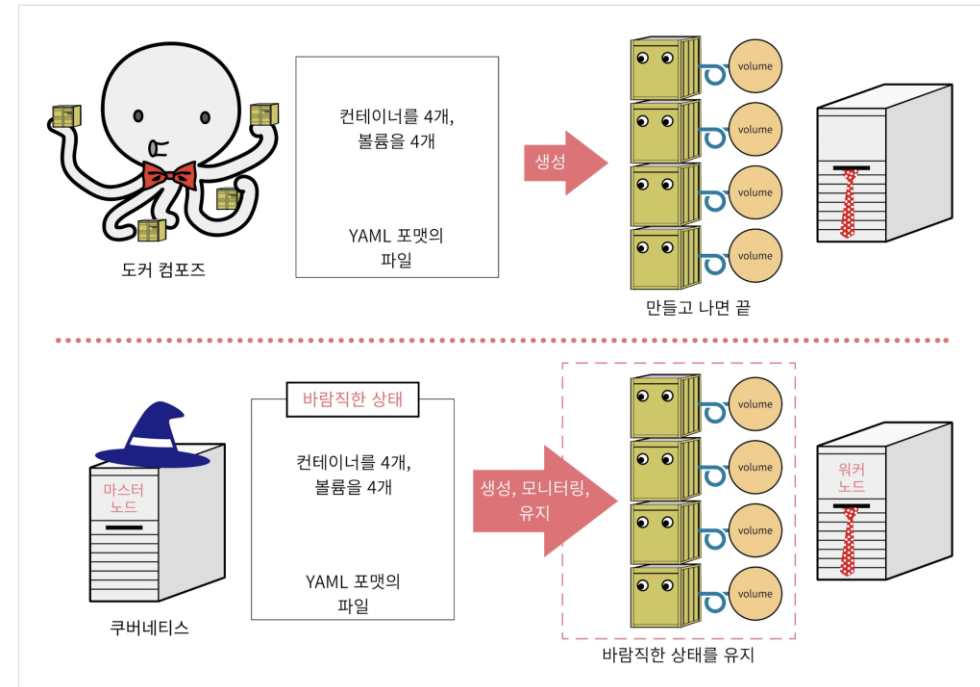 컨테이너를 4개,
볼륨을 4개
YAML 포맷의
파일
도커 컴포즈
생성
volume
volume
volume
volume
만들고 나면 끝
마스터
노드
쿠버네티스
바람직한 상태
컨테이너를 4개,
볼륨을 4개
YAML 포맷의
파일
생성, 모니터링,
유지
volume
volume
volume
volume
워커
노드
바람직한 상태를 유지